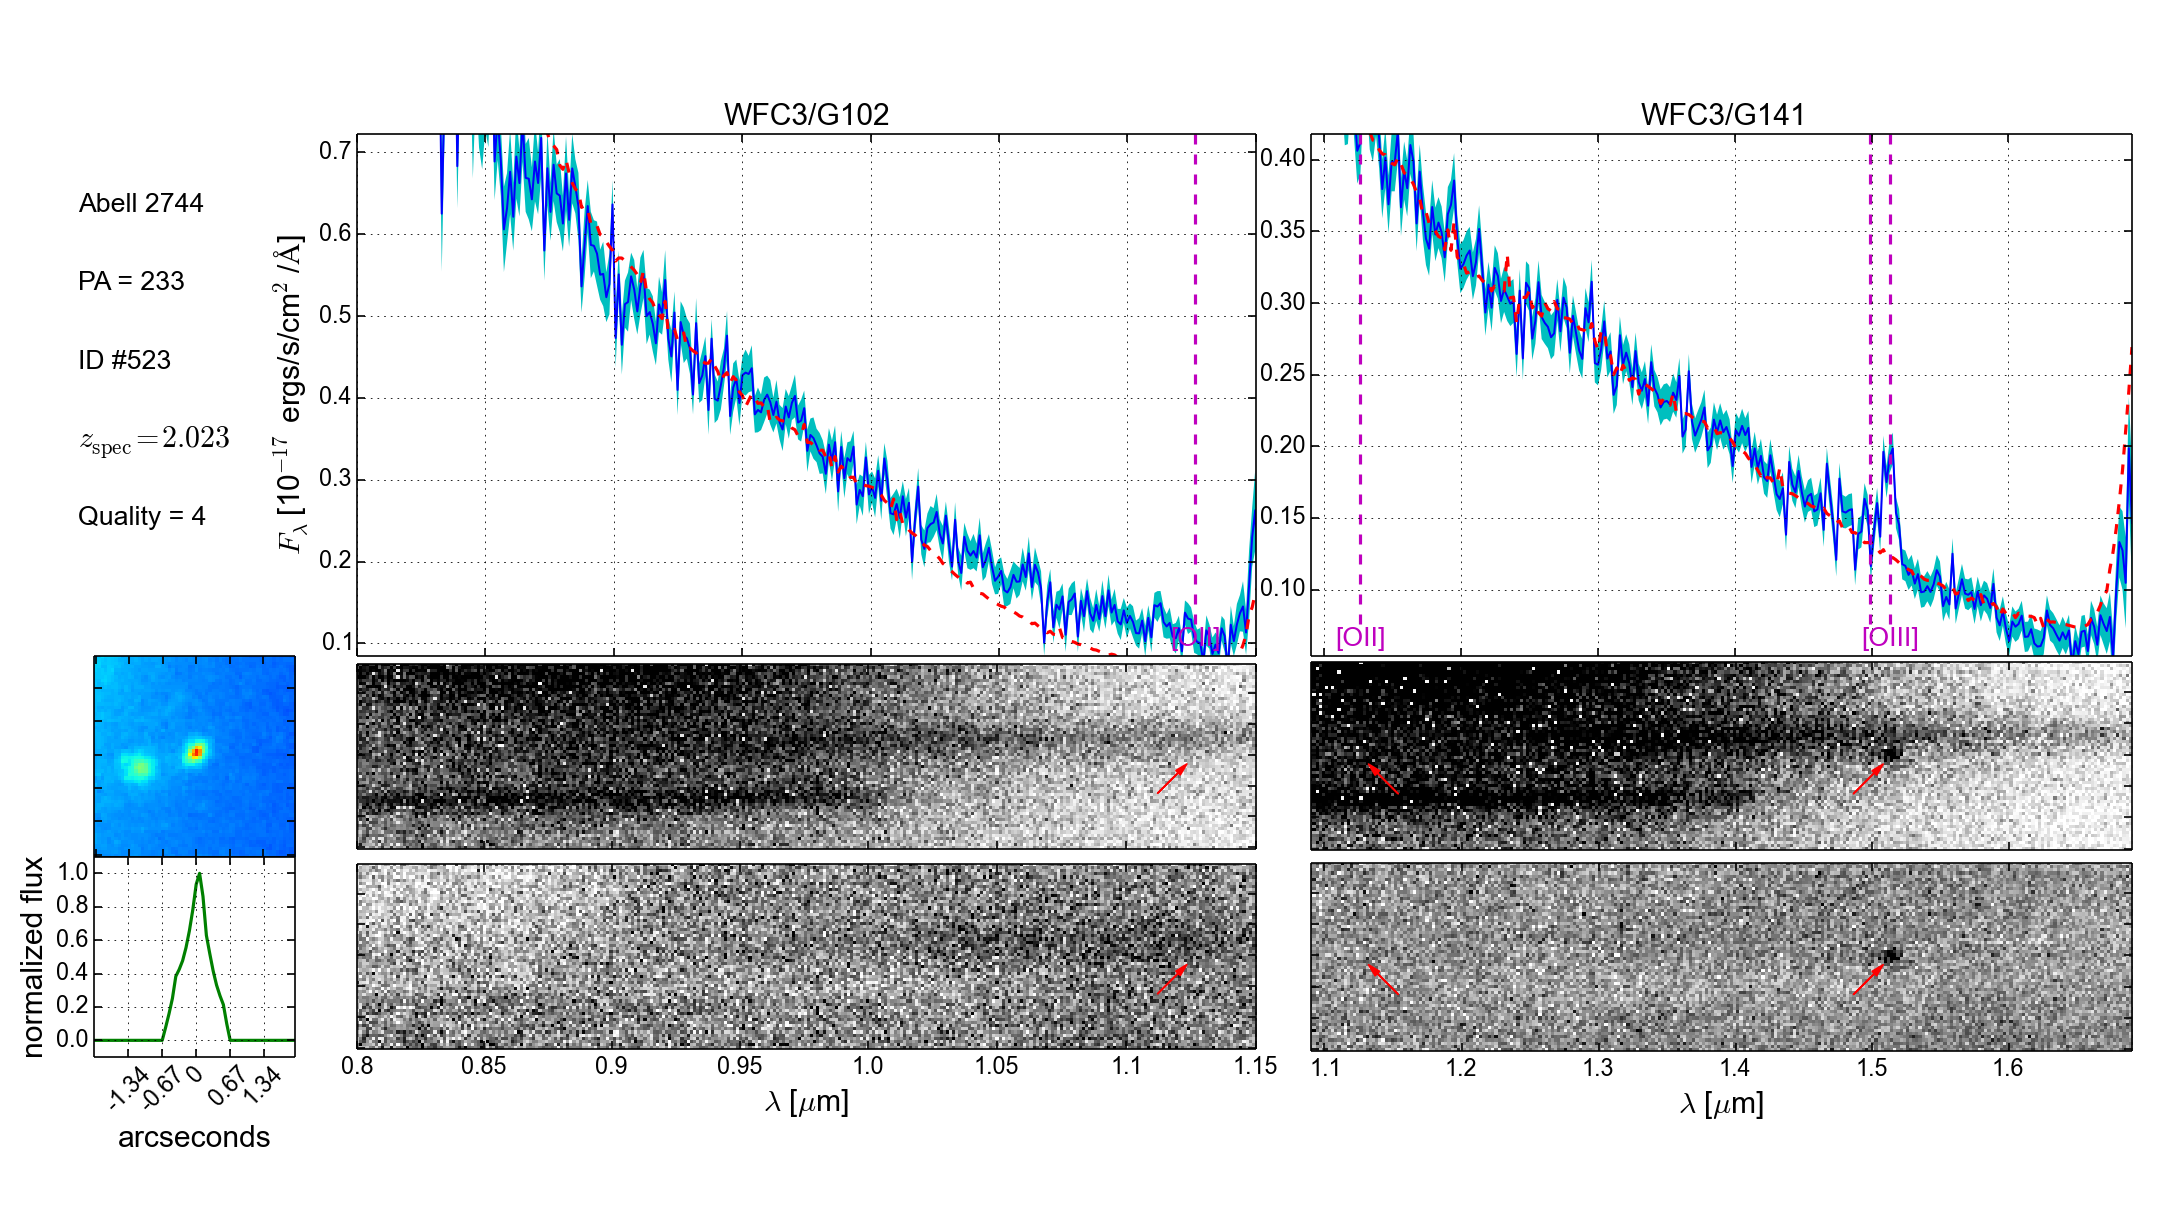 WFC3/G102
WFC3/G141
Abell 2744
PA = 233
ID #523
z_spec = 2.023
Quality = 4
F_λ [10^−17 ergs/s/cm^2 /Å]
0.7
0.6
0.5
0.4
0.3
0.2
0.1
[OII]
0.40
0.35
0.30
0.25
0.20
0.15
0.10
[OII]
[OIII]
normalized flux
1.0
0.8
0.6
0.4
0.2
0.0
-1.34 -0.67 0 0.67 1.34
arcseconds
0.8 0.85 0.9 0.95 1.0 1.05 1.1 1.15
λ [μm]
1.1 1.2 1.3 1.4 1.5 1.6
λ [μm]